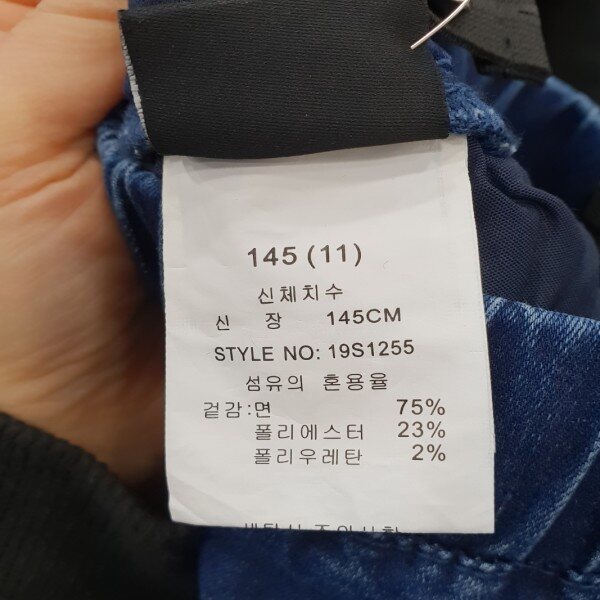 145 (11)
신체치수
신 장 145CM
STYLE NO: 19S1255
섬유의 혼용율
겉감:면 75%
폴리에스터 23%
폴리우레탄 2%